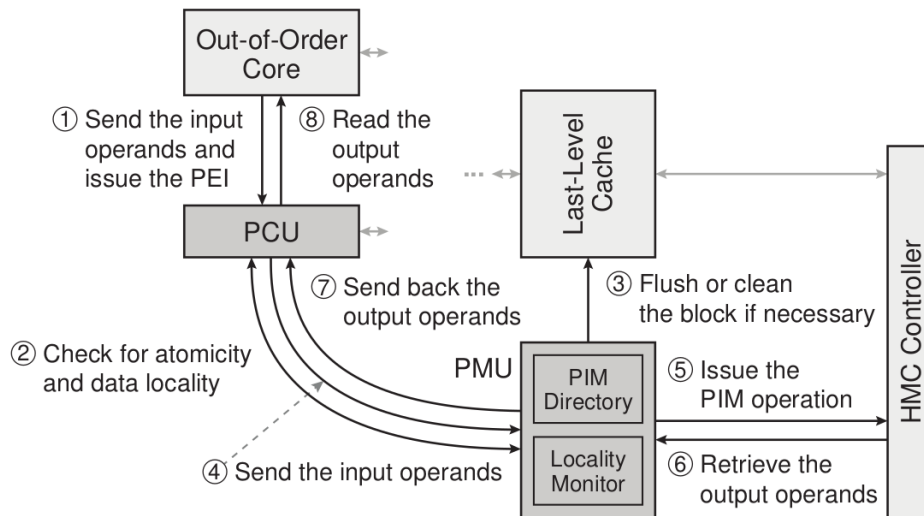 Out-of-Order
Core
① Send the input
operands and
issue the PEI
⑧ Read the
output
operands
PCU
...
Last-Level
Cache
HMC Controller
⑦ Send back the
output operands
③ Flush or clean
the block if necessary
② Check for atomicity
and data locality
PMU
PIM
Directory
⑤ Issue the
PIM operation
④ Send the input operands
Locality
Monitor
⑥ Retrieve the
output operands